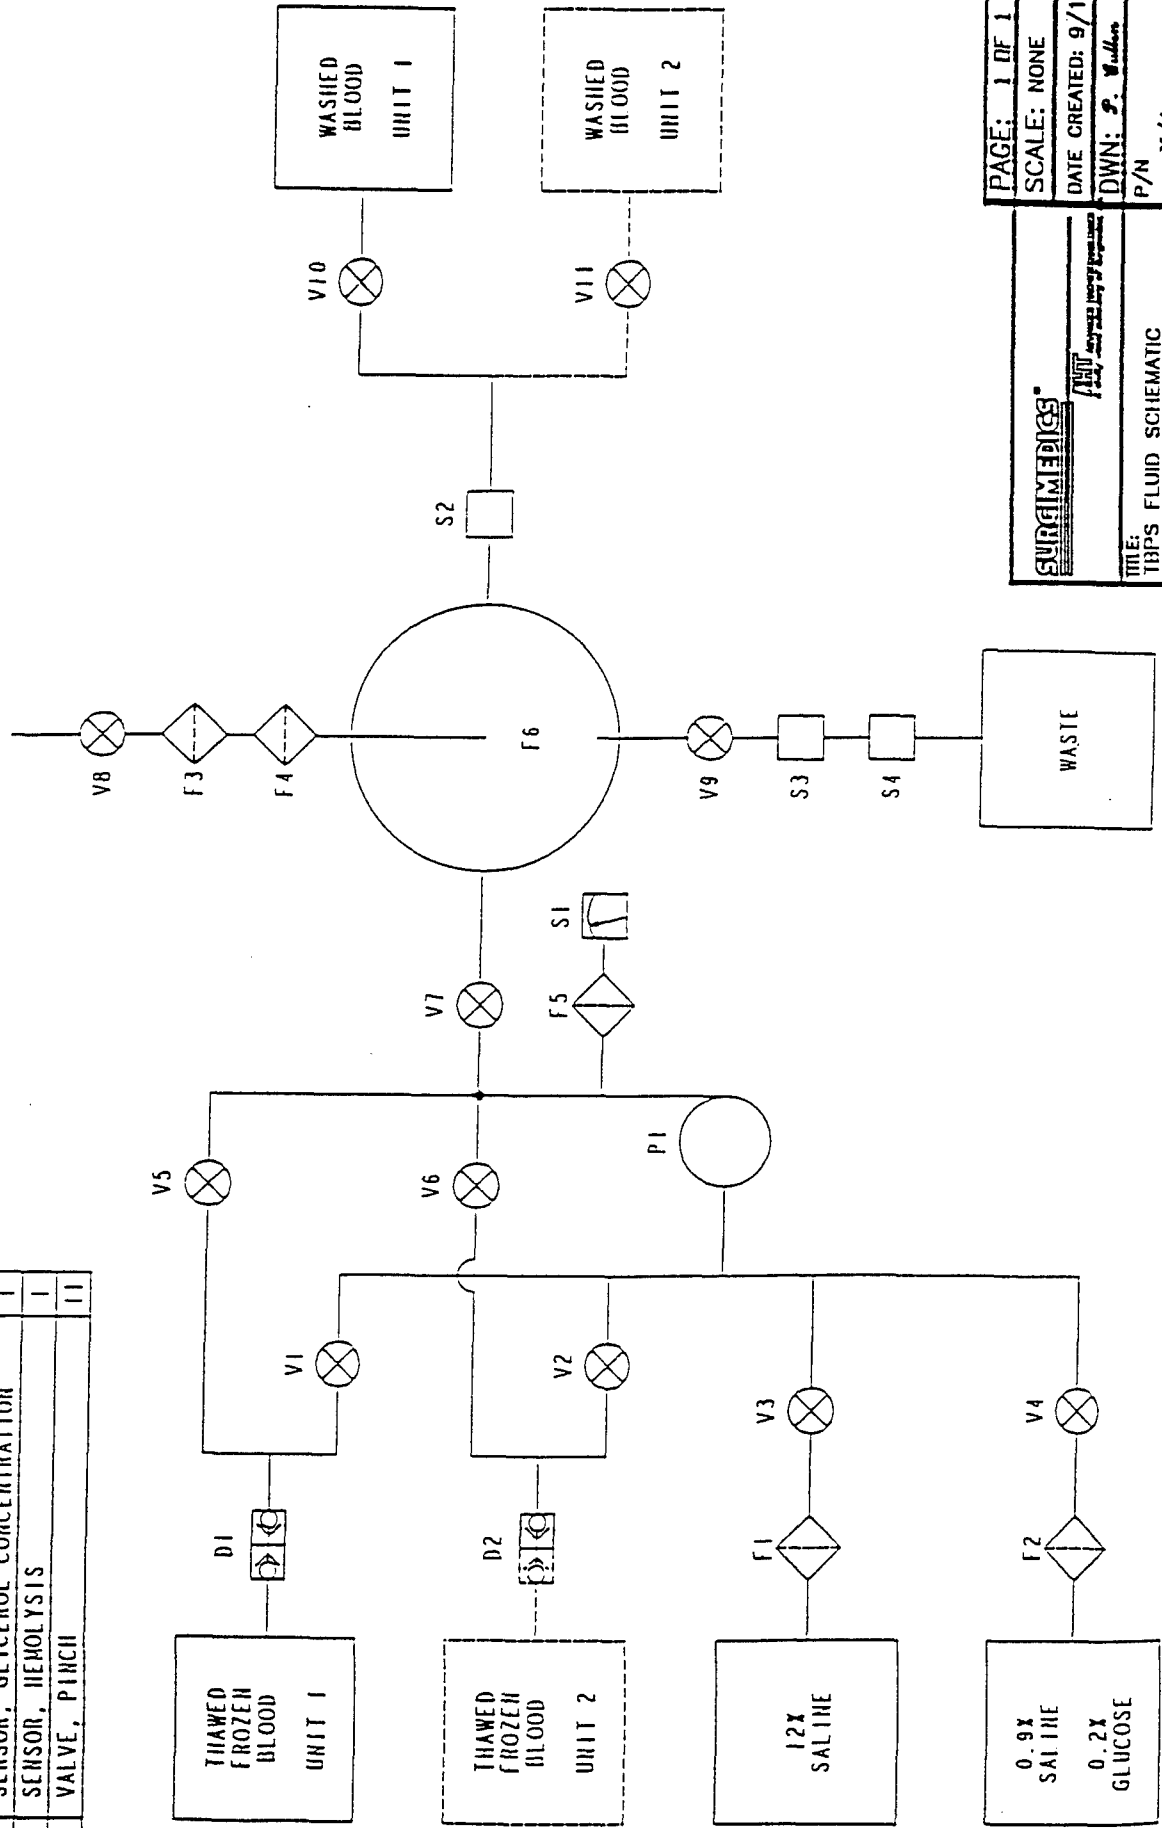 SENSOR, GLYCEROL CONCENTRATION 1
SENSOR, HEMOLYSIS 1
VALVE, PINCH 11
THAWED
FROZEN
BLOOD
UNIT 1
D1
V1
V5
THAWED
FROZEN
BLOOD
UNIT 2
D2
V2
V6
12%
SALINE
F1
V3
0.9%
SALINE
0.2%
GLUCOSE
F2
V4
P1
V7
F5
S1
V8
F3
F4
F6
V9
S3
S4
WASTE
S2
V10
V11
WASHED
BLOOD
UNIT 1
WASHED
BLOOD
UNIT 2
SURGIMEDICS
TITLE:
TBPS FLUID SCHEMATIC
PAGE: 1 OF 1
SCALE: NONE
DATE CREATED: 9/1
DWN: P.
P/N